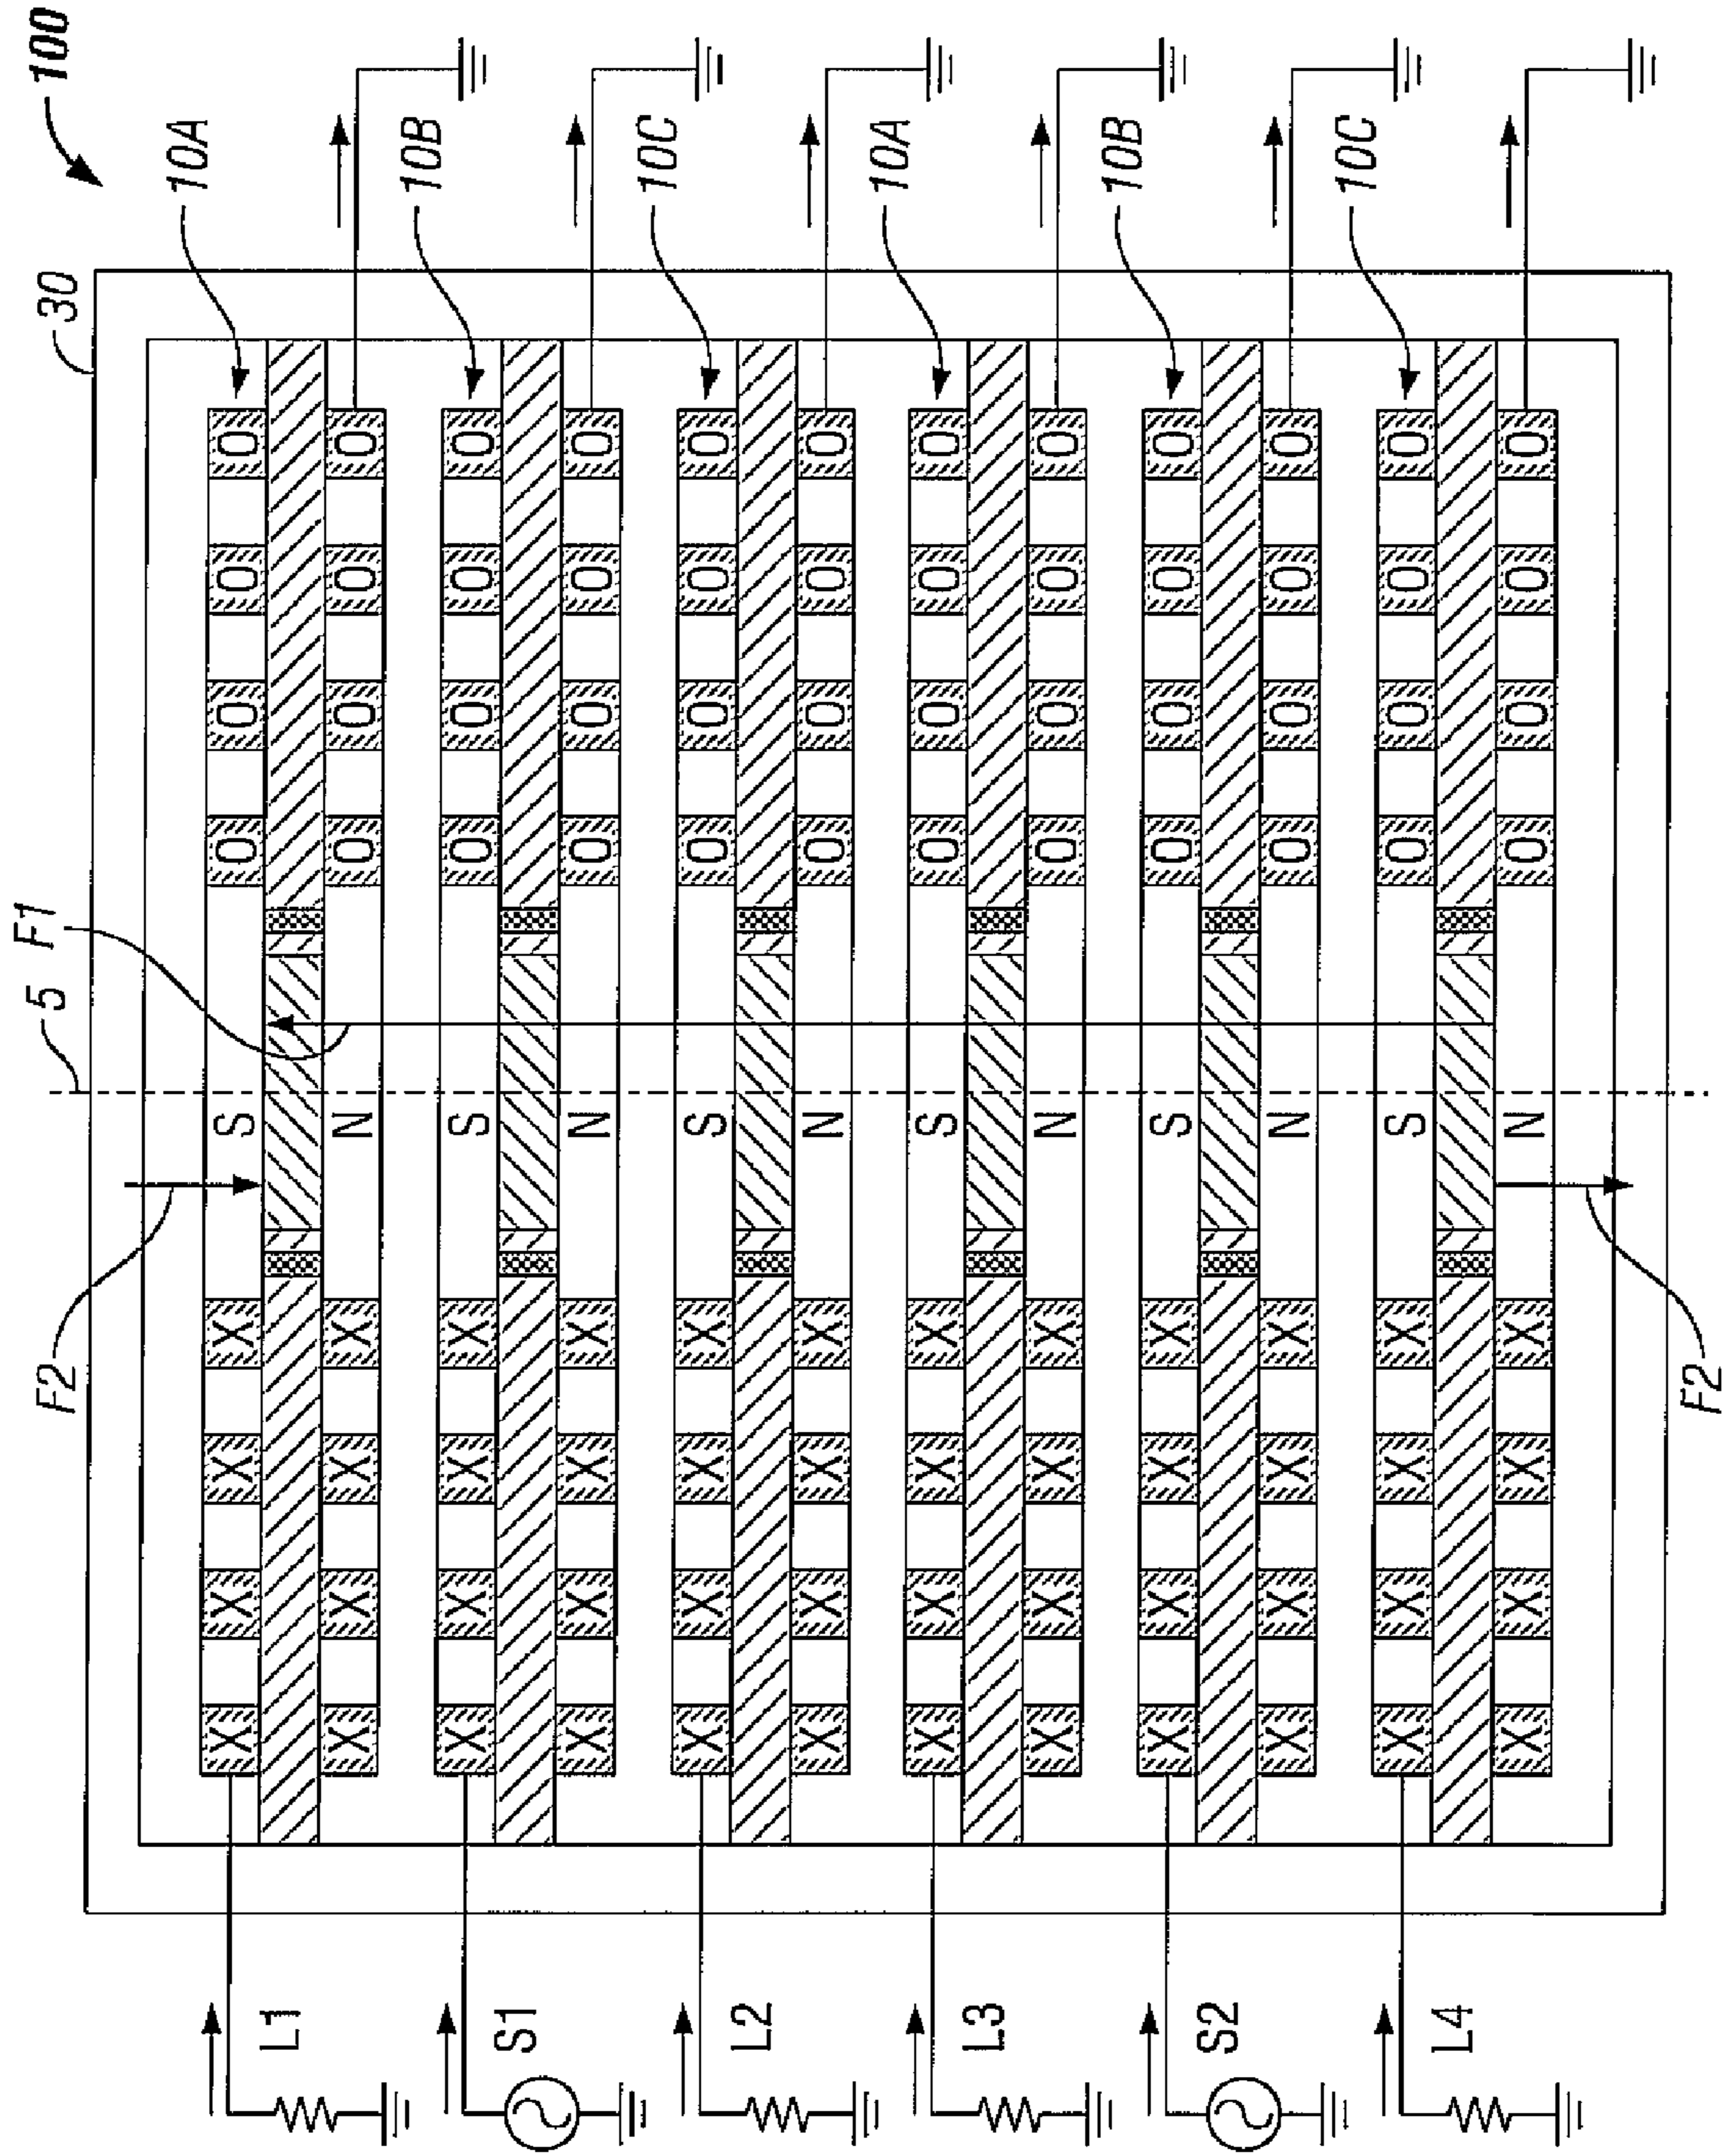 F2 5 F1 30 100
10A
X X X X S O O O O
L1
X X X X N O O O O
10B
X X X X S O O O O
S1
X X X X N O O O O
10C
X X X X S O O O O
L2
X X X X N O O O O
10A
X X X X S O O O O
L3
X X X X N O O O O
10B
X X X X S O O O O
S2
X X X X N O O O O
10C
X X X X S O O O O
L4
X X X X N O O O O
F2